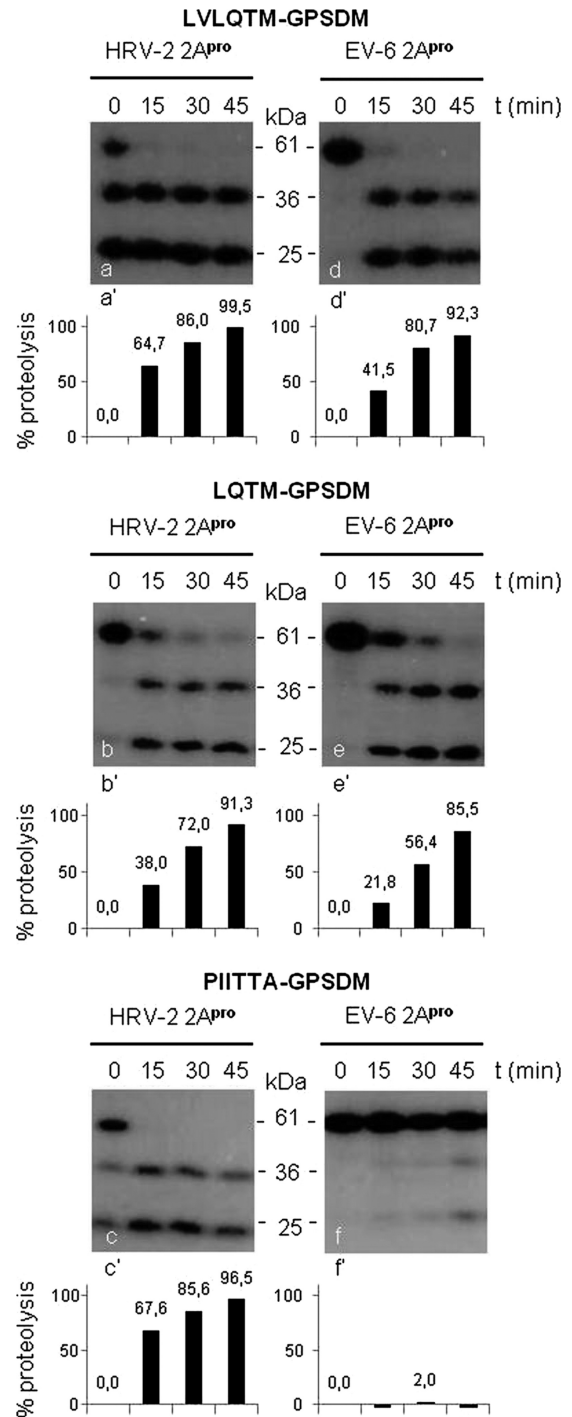 LVLQTM-GPSDM
HRV-2 2Apro EV-6 2Apro
0 15 30 45 kDa 0 15 30 45 t (min)
- 61 -
- 36 -
- 25 -
a d
a' d'
% proteolysis
100 50 0
0,0 64,7 86,0 99,5
100 50 0
0,0 41,5 80,7 92,3
LQTM-GPSDM
HRV-2 2Apro EV-6 2Apro
0 15 30 45 kDa 0 15 30 45 t (min)
- 61 -
- 36 -
- 25 -
b e
b' e'
% proteolysis
100 50 0
0,0 38,0 72,0 91,3
100 50 0
0,0 21,8 56,4 85,5
PIITTA-GPSDM
HRV-2 2Apro EV-6 2Apro
0 15 30 45 kDa 0 15 30 45 t (min)
- 61 -
- 36 -
- 25 -
c f
c' f'
% proteolysis
100 50 0
0,0 67,6 85,6 96,5
100 50 0
0,0 2,0